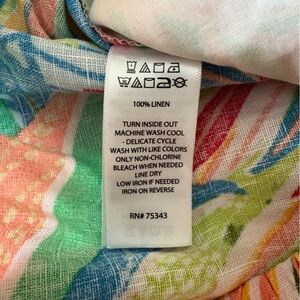 100% LINEN
TURN INSIDE OUT
MACHINE WASH COOL
- DELICATE CYCLE
WASH WITH LIKE COLORS
ONLY NON-CHLORINE
BLEACH WHEN NEEDED
LINE DRY
LOW IRON IF NEEDED
IRON ON REVERSE
RN# 75343